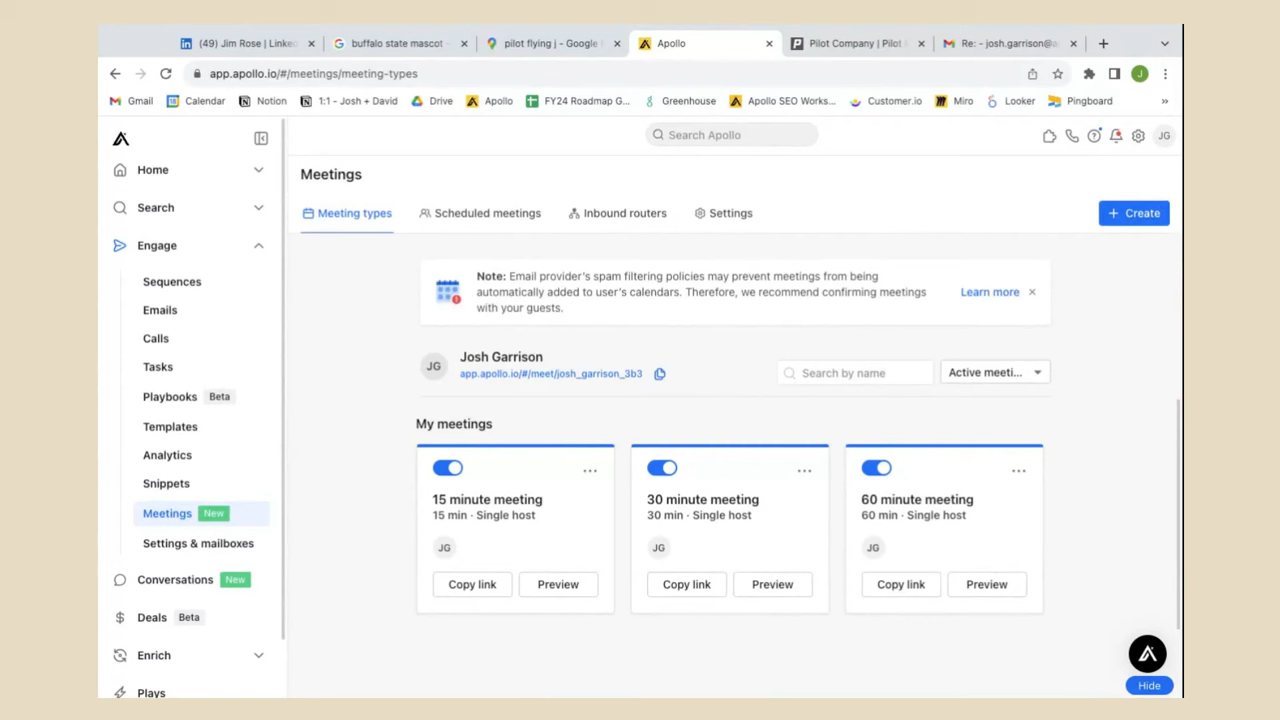 (49) Jim Rose | Linke
buffalo state mascot
pilot flying j - Google
Apollo
Pilot Company | Pilot
Re: - josh.garrison@a
app.apollo.io/#/meetings/meeting-types
J
Gmail
Calendar
Notion
1:1 - Josh + David
Drive
Apollo
FY24 Roadmap G...
Greenhouse
Apollo SEO Works...
Customer.io
Miro
Looker
Pingboard
»
Search Apollo
JG
Home
Search
Engage
Sequences
Emails
Calls
Tasks
Playbooks Beta
Templates
Analytics
Snippets
Meetings New
Settings & mailboxes
Conversations New
Deals Beta
Enrich
Plays
Meetings
Meeting types
Scheduled meetings
Inbound routers
Settings
+ Create
Note: Email provider's spam filtering policies may prevent meetings from being
automatically added to user's calendars. Therefore, we recommend confirming meetings
with your guests.
Learn more
JG
Josh Garrison
app.apollo.io/#/meet/josh_garrison_3b3
Search by name
Active meeti...
My meetings
15 minute meeting
15 min · Single host
JG
Copy link
Preview
30 minute meeting
30 min · Single host
JG
Copy link
Preview
60 minute meeting
60 min · Single host
JG
Copy link
Preview
Hide